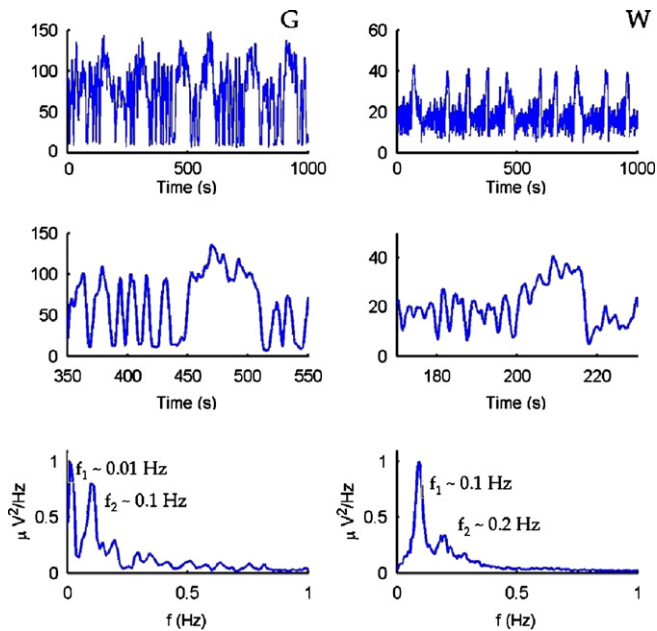 G
W
150
100
50
0
0 500 1000
Time (s)
60
40
20
0
0 500 1000
Time (s)
150
100
50
0
350 400 450 500 550
Time (s)
40
20
0
180 200 220
Time (s)
1
0.5
0
μ V²/Hz
f₁ ~ 0.01 Hz
f₂ ~ 0.1 Hz
0 0.5 1
f (Hz)
1
0.5
0
μ V²/Hz
f₁ ~ 0.1 Hz
f₂ ~ 0.2 Hz
0 0.5 1
f (Hz)